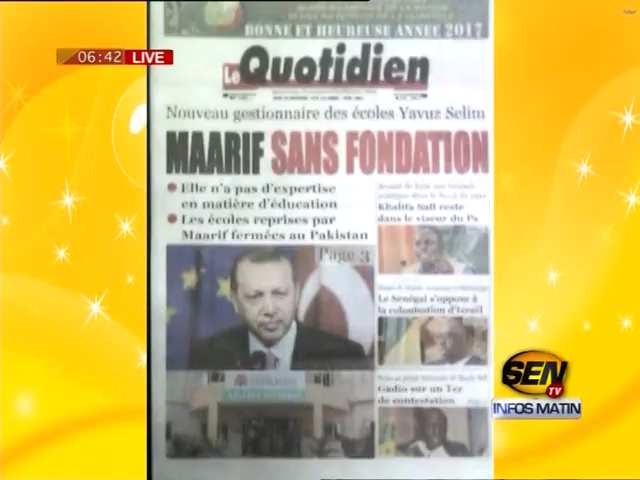 06:42 LIVE
BONNE ET HEUREUSE ANNÉE 2017
Le Quotidien
Nouveau gestionnaire des écoles Yavuz Selim
MAARIF SANS FONDATION
Elle n'a pas d'expertise
en matière d'éducation
Les écoles reprises par
Maarif fermées au Pakistan
Page 3
Khalifa Sall reste
dans le viseur du Ps
Le Sénégal s'oppose à
la colonisation d'Israël
Gadio sur un Ter
de contestation
SEN TV
INFOS MATIN